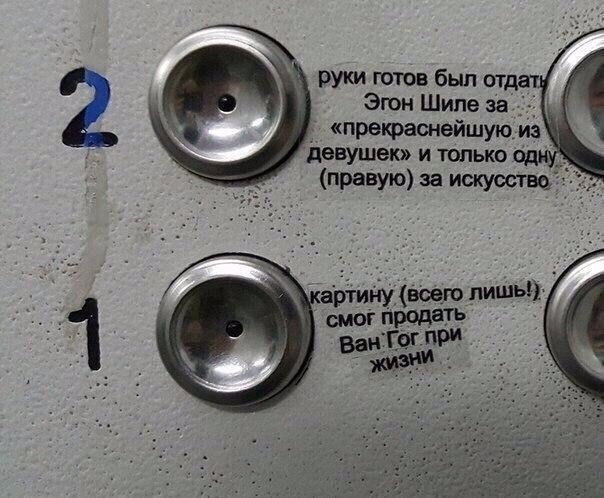 2
руки готов был отдать
Эгон Шиле за
«прекраснейшую из
девушек» и только одну
(правую) за искусство
1
картину (всего лишь!)
смог продать
Ван Гог при
жизни